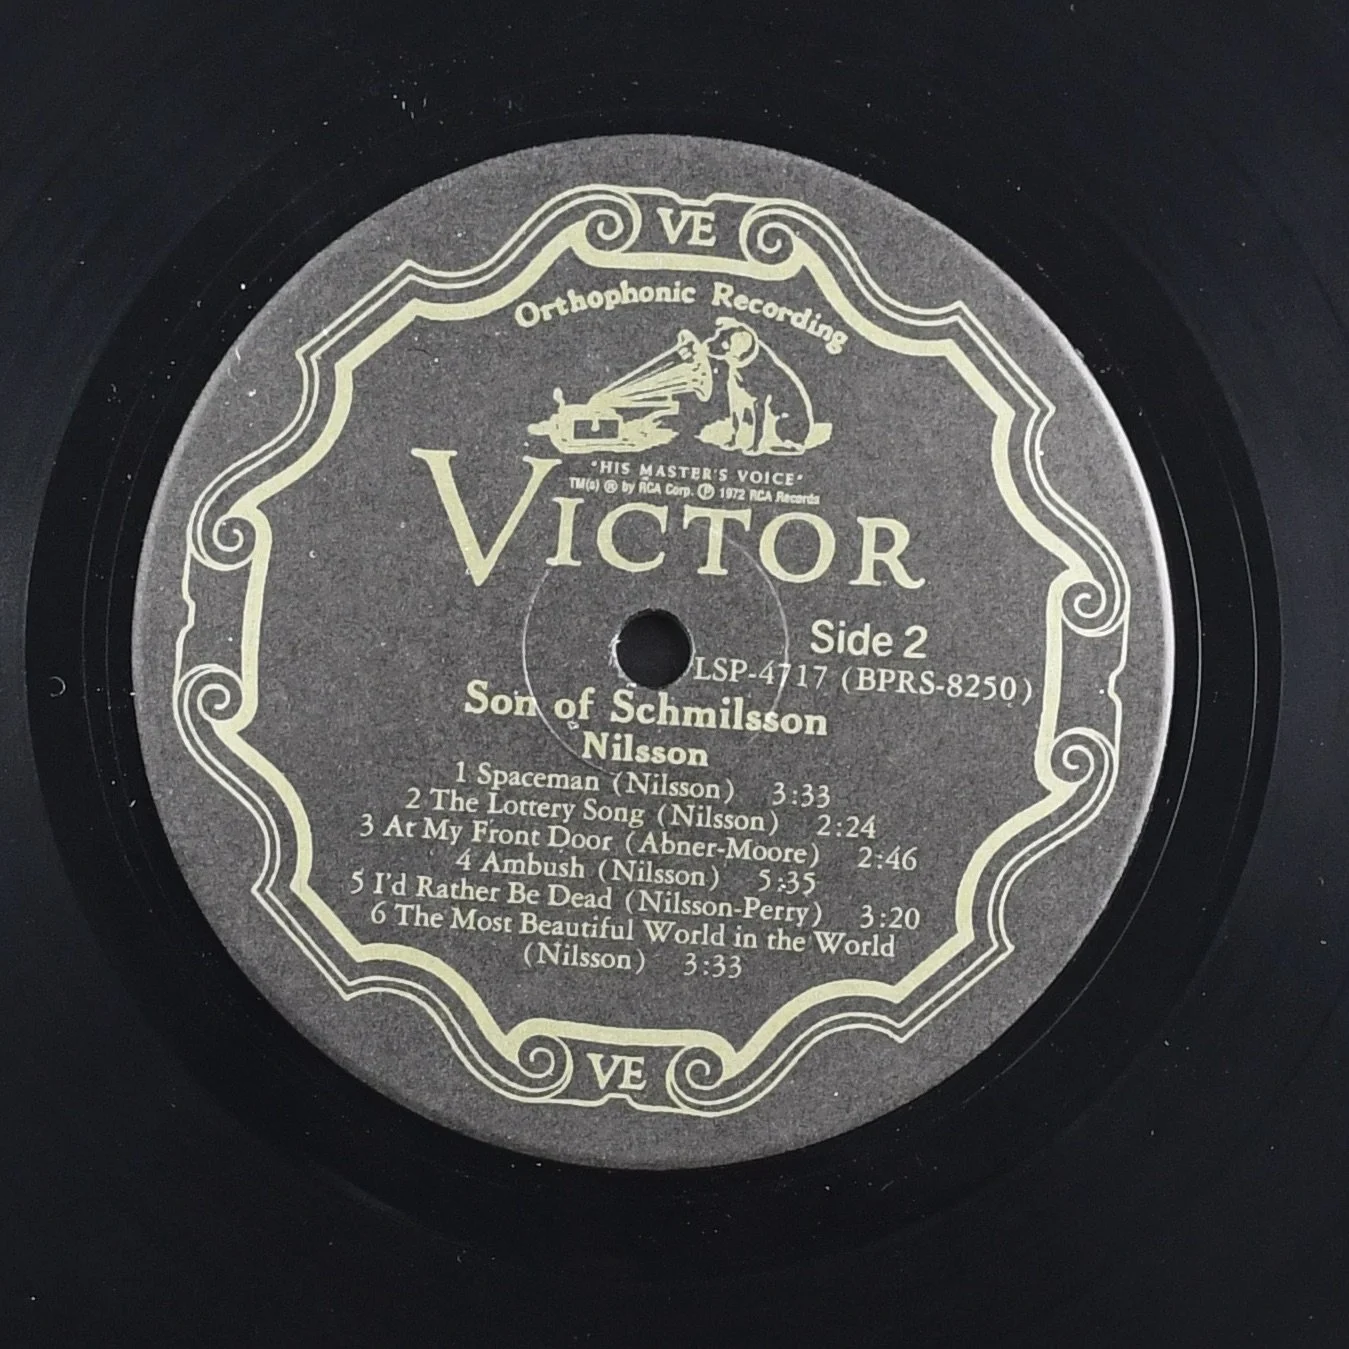 VE
Orthophonic Recording
"HIS MASTER'S VOICE"
TM(s) ® by RCA Corp. ℗ 1972 RCA Records
VICTOR
Side 2
LSP-4717 (BPRS-8250)
Son of Schmilsson
Nilsson
1 Spaceman (Nilsson) 3:33
2 The Lottery Song (Nilsson) 2:24
3 At My Front Door (Abner-Moore) 2:46
4 Ambush (Nilsson) 5:35
5 I'd Rather Be Dead (Nilsson-Perry) 3:20
6 The Most Beautiful World in the World
(Nilsson) 3:33
VE